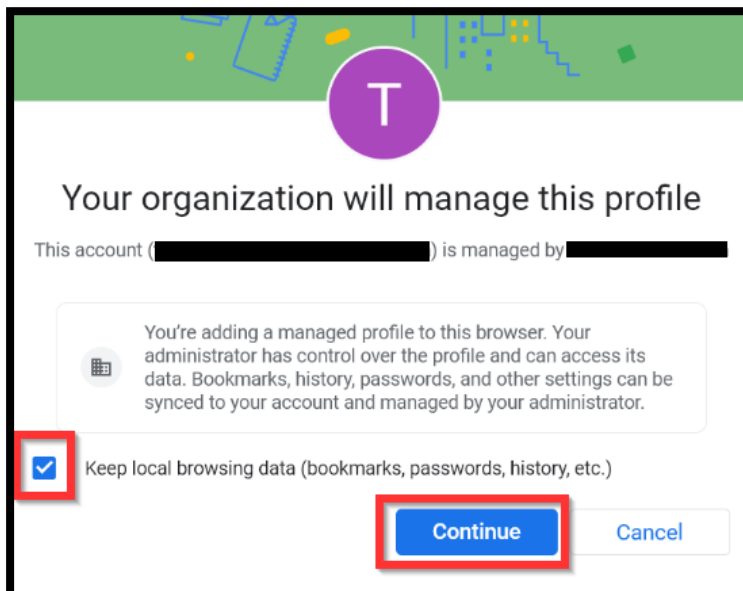 T
Your organization will manage this profile
This account ( ) is managed by
You're adding a managed profile to this browser. Your
administrator has control over the profile and can access its
data. Bookmarks, history, passwords, and other settings can be
synced to your account and managed by your administrator.
Keep local browsing data (bookmarks, passwords, history, etc.)
Continue Cancel